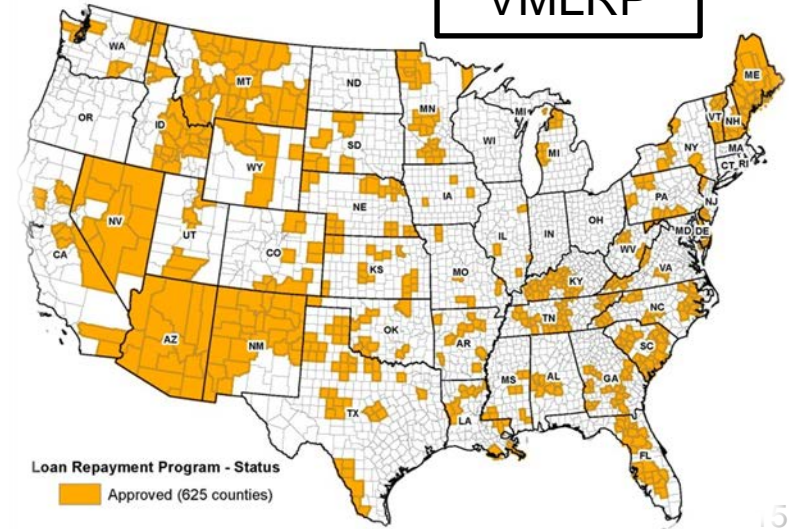 VMLRP
WA
MT
ND
MN
OR
ID
WY
SD
WI
MI
MI
NY
VT
NH
ME
MA
CT
RI
NV
UT
NE
IA
PA
NJ
CA
CO
KS
MO
IL
IN
OH
WV
MD
DE
VA
KY
AZ
NM
OK
AR
TN
NC
SC
TX
LA
MS
AL
GA
FL
Loan Repayment Program - Status
Approved (625 counties)